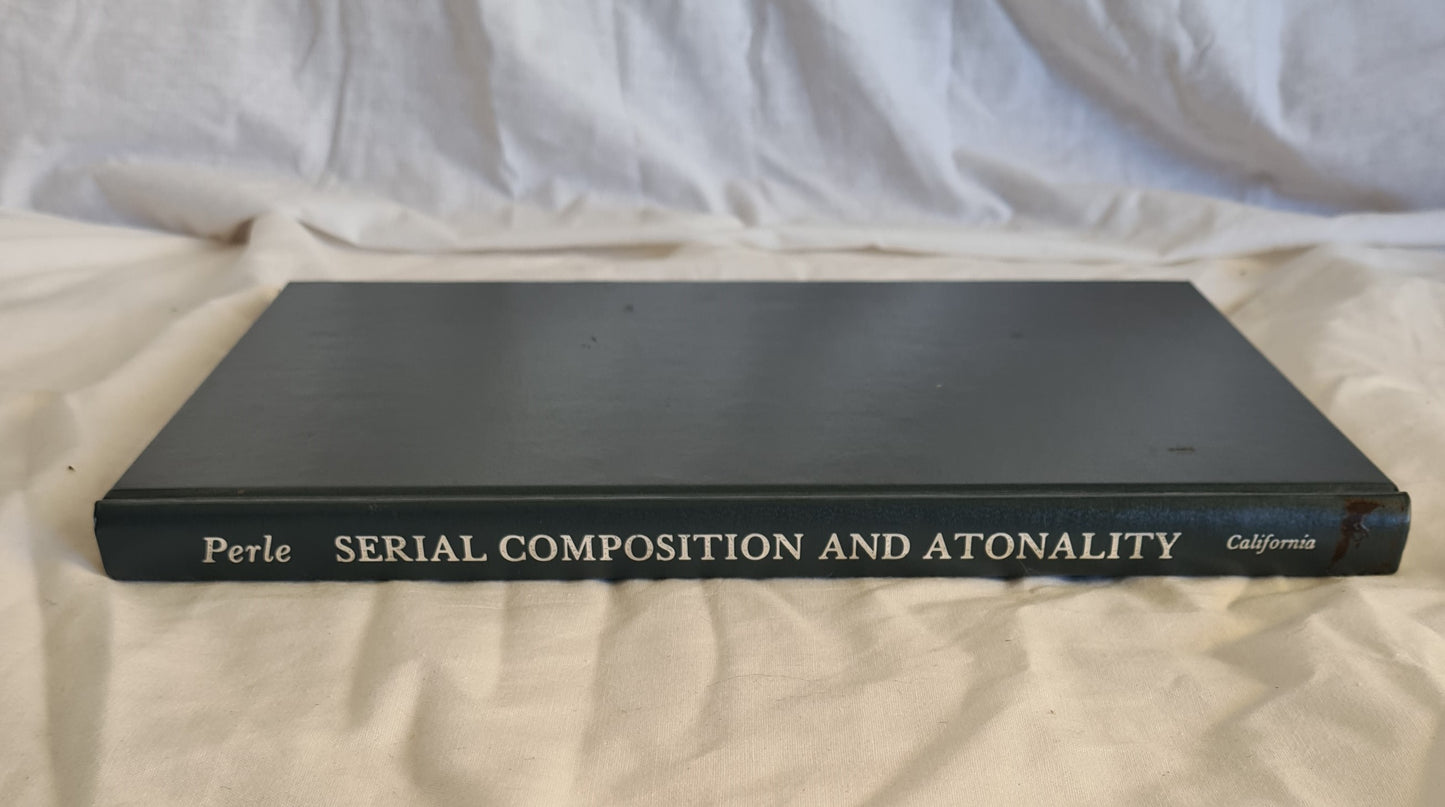 Perle SERIAL COMPOSITION AND ATONALITY California